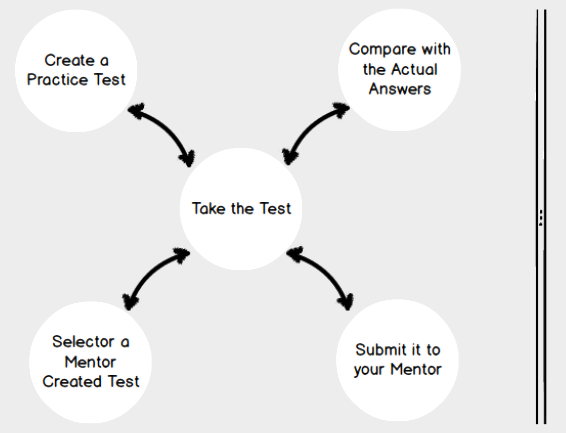 Create a
Practice Test
Compare with
the Actual
Answers
Take the Test
Selector a
Mentor
Created Test
Submit it to
your Mentor